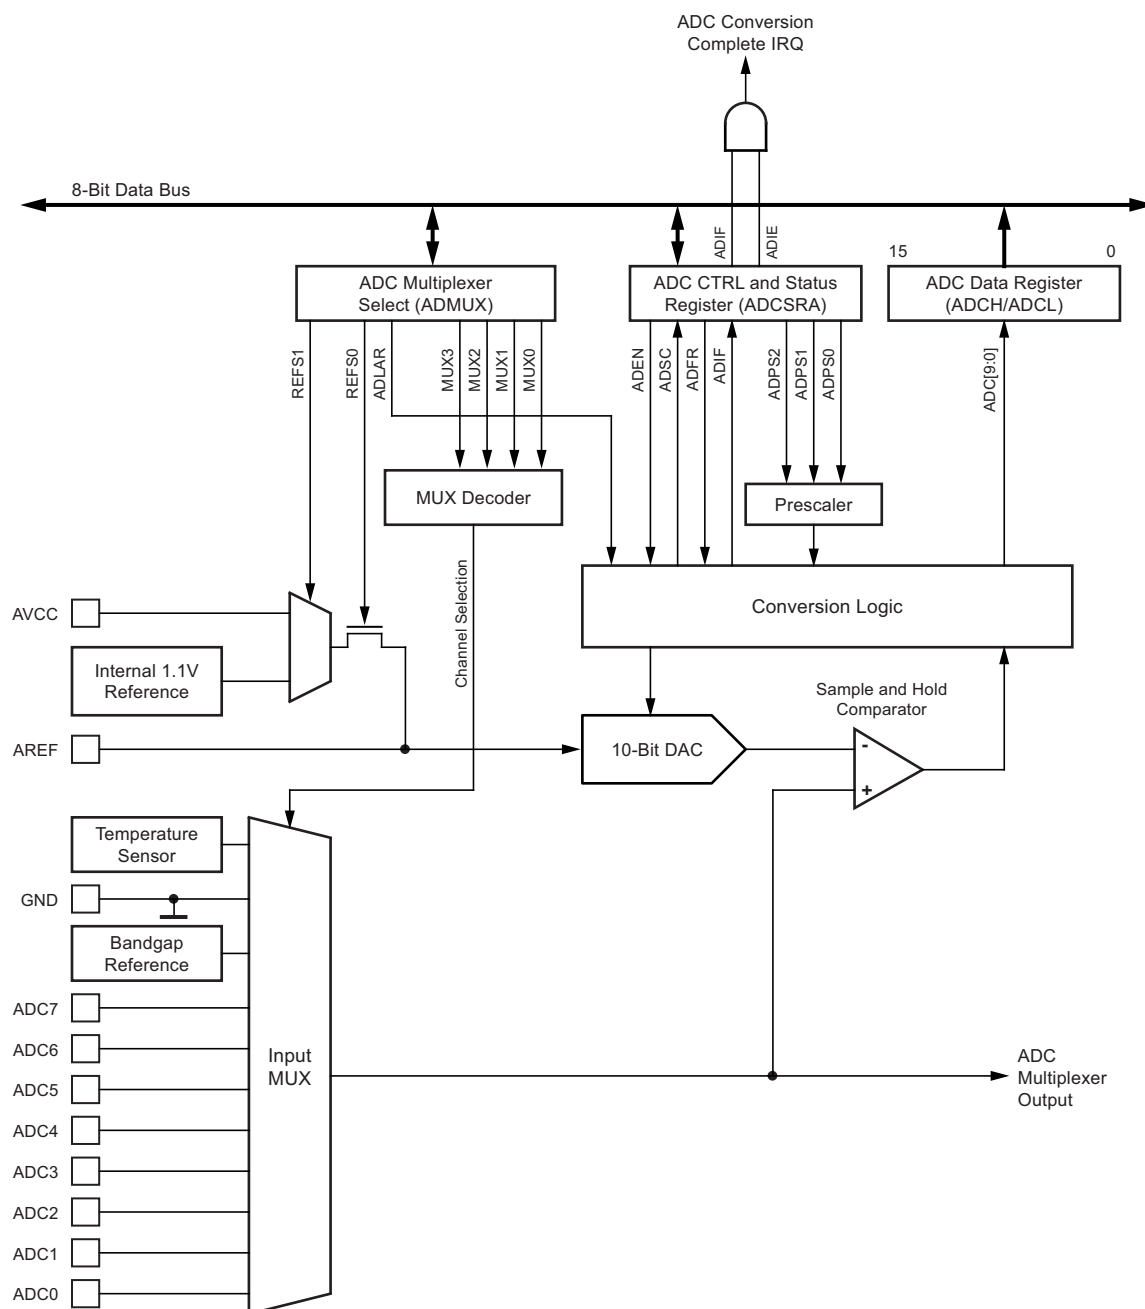 ADC Conversion
Complete IRQ
8-Bit Data Bus
ADIF
ADIE
15
0
ADC Multiplexer
Select (ADMUX)
ADC CTRL and Status
Register (ADCSRA)
ADC Data Register
(ADCH/ADCL)
REFS1
REFS0
ADLAR
MUX3
MUX2
MUX1
MUX0
ADEN
ADSC
ADFR
ADIF
ADPS2
ADPS1
ADPS0
ADC[9:0]
MUX Decoder
Prescaler
Channel Selection
Conversion Logic
AVCC
Internal 1.1V
Reference
Sample and Hold
Comparator
AREF
10-Bit DAC
-
+
Temperature
Sensor
GND
Bandgap
Reference
ADC7
ADC6
ADC5
ADC4
ADC3
ADC2
ADC1
ADC0
Input
MUX
ADC
Multiplexer
Output